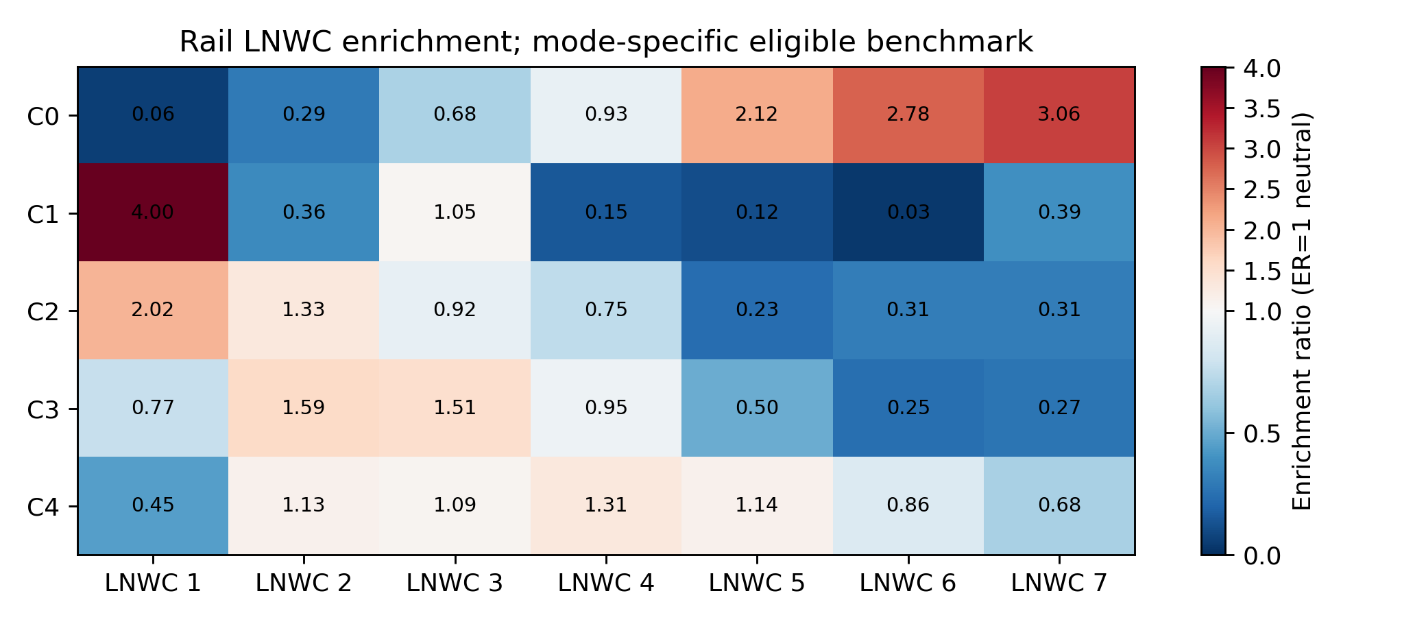 Rail LNWC enrichment; mode-specific eligible benchmark
C0 0.06 0.29 0.68 0.93 2.12 2.78 3.06
C1 4.00 0.36 1.05 0.15 0.12 0.03 0.39
C2 2.02 1.33 0.92 0.75 0.23 0.31 0.31
C3 0.77 1.59 1.51 0.95 0.50 0.25 0.27
C4 0.45 1.13 1.09 1.31 1.14 0.86 0.68
LNWC 1 LNWC 2 LNWC 3 LNWC 4 LNWC 5 LNWC 6 LNWC 7
4.0
3.5
3.0
2.5
2.0
1.5
1.0
0.5
0.0
Enrichment ratio (ER=1 neutral)